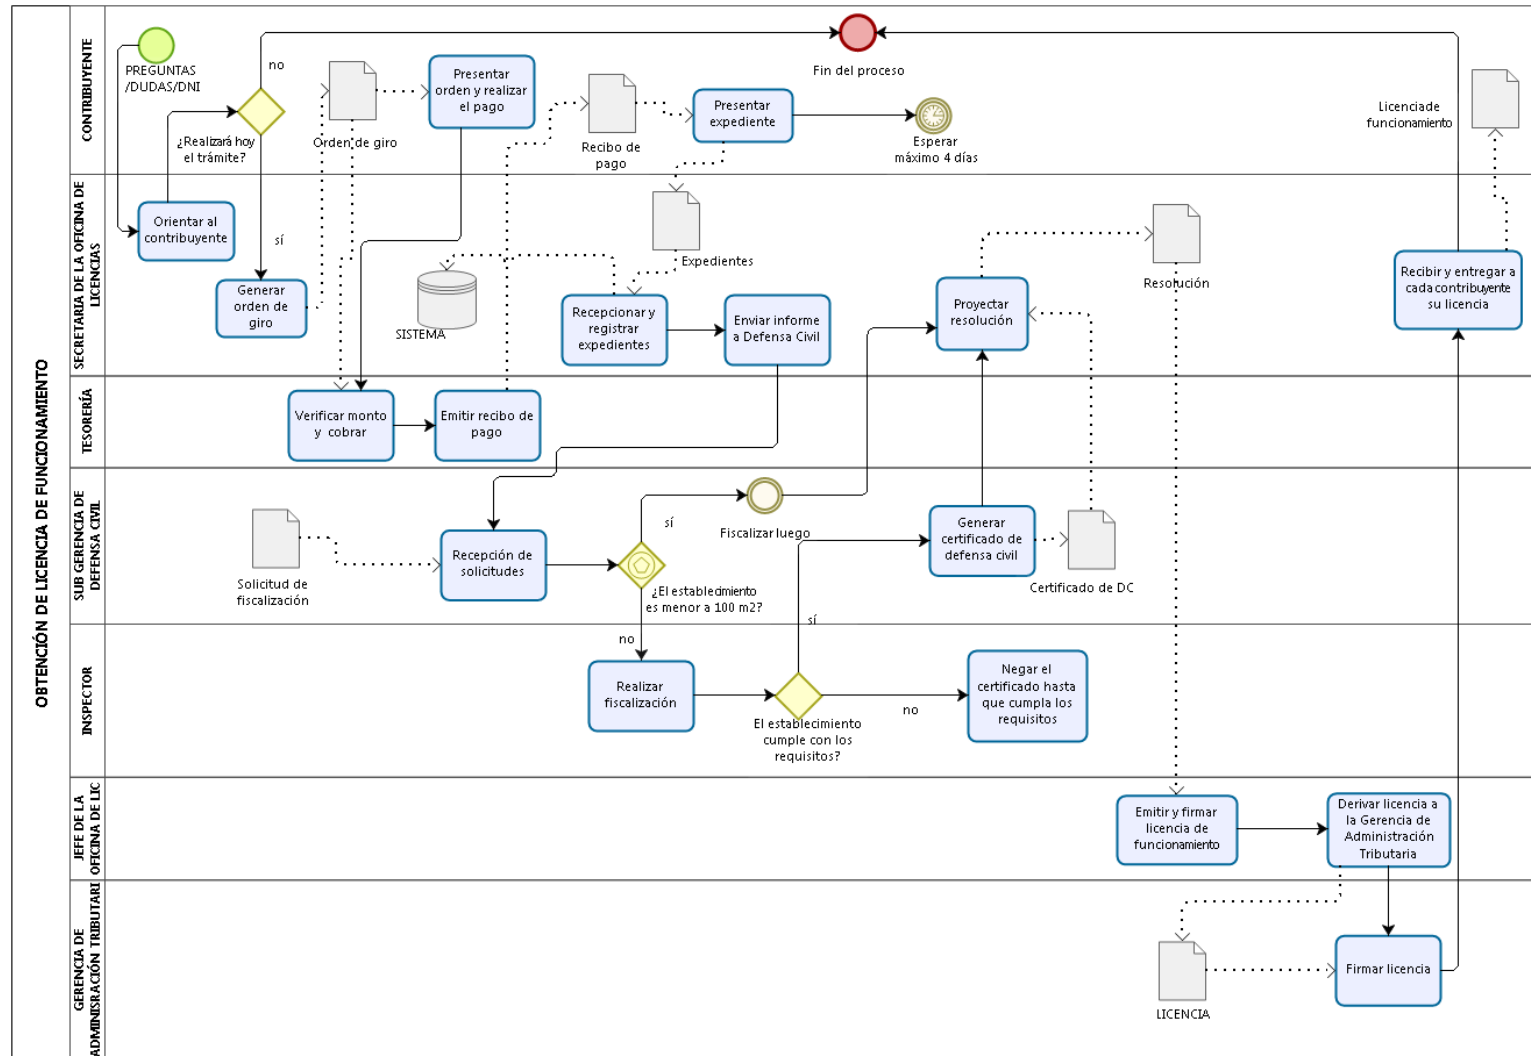 OBTENCIÓN DE LICENCIA DE FUNCIONAMIENTO
CONTRIBUYENTE
PREGUNTAS
/DUDAS/DNI
no
¿Realizará hoy
el trámite?
Orden de giro
Presentar
orden y realizar
el pago
Recibo de
pago
Presentar
expediente
Fin del proceso
Esperar
máximo 4 días
Licencia de
funcionamiento
SECRETARIA DE LA OFICINA DE
LICENCIAS
Orientar al
contribuyente
sí
Generar
orden de
giro
SISTEMA
Expedientes
Recepcionar y
registrar
expedientes
Enviar informe
a Defensa Civil
Proyectar
resolución
Resolución
Recibir y entregar a
cada contribuyente
su licencia
TESORERÍA
Verificar monto
y cobrar
Emitir recibo de
pago
SUB GERENCIA DE
DEFENSA CIVIL
Solicitud de
fiscalización
Recepción de
solicitudes
sí
¿El establecimiento
es menor a 100 m2?
Fiscalizar luego
Generar
certificado de
defensa civil
Certificado de DC
sí
no
INSPECTOR
Realizar
fiscalización
El establecimiento
cumple con los
requisitos?
no
Negar el
certificado hasta
que cumpla los
requisitos
JEFE DE LA
OFICINA DE LIC
Emitir y firmar
licencia de
funcionamiento
Derivar licencia a
la Gerencia de
Administración
Tributaria
GERENCIA DE
ADMINISRACIÓN TRIBUTARI
LICENCIA
Firmar licencia